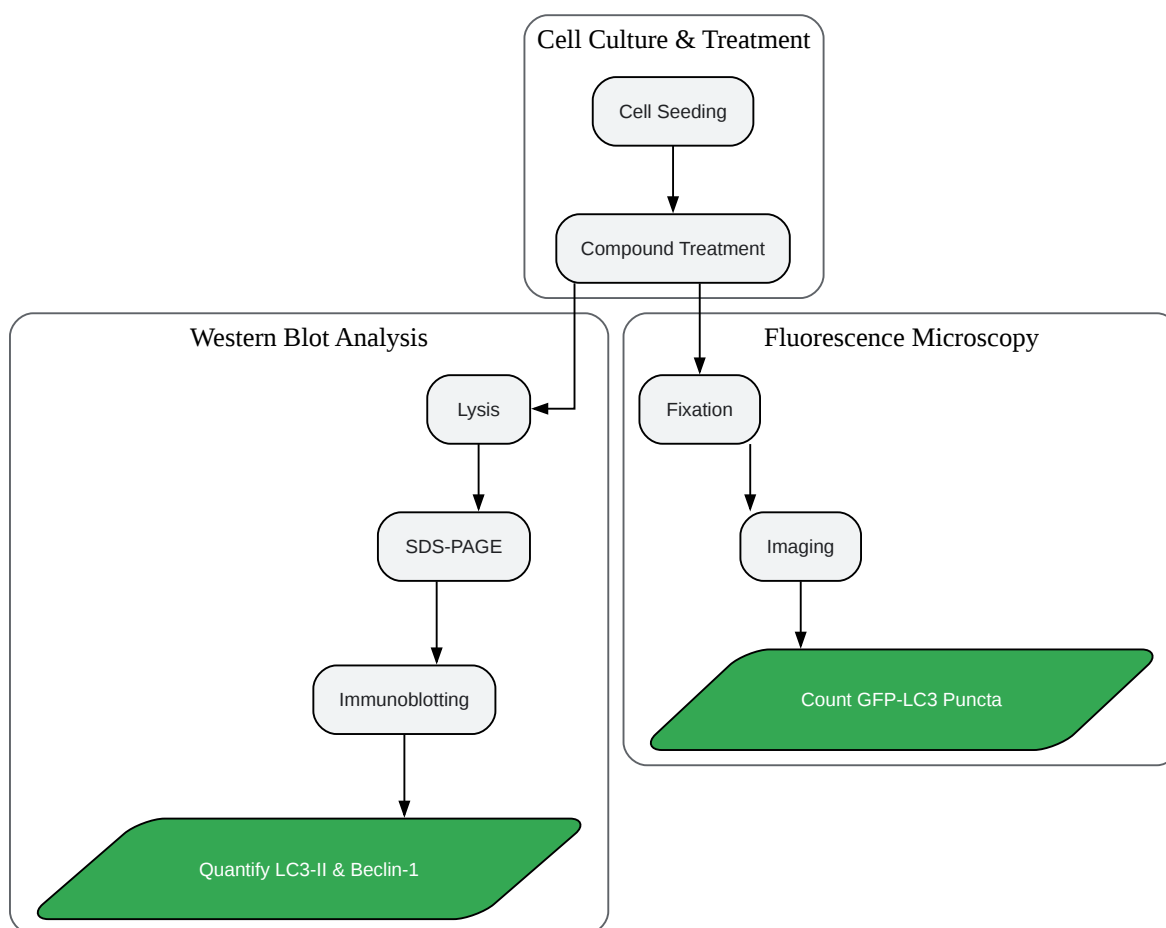 Cell Culture & Treatment
Cell Seeding
Compound Treatment
Western Blot Analysis
Lysis
SDS-PAGE
Immunoblotting
Quantify LC3-II & Beclin-1
Fluorescence Microscopy
Fixation
Imaging
Count GFP-LC3 Puncta